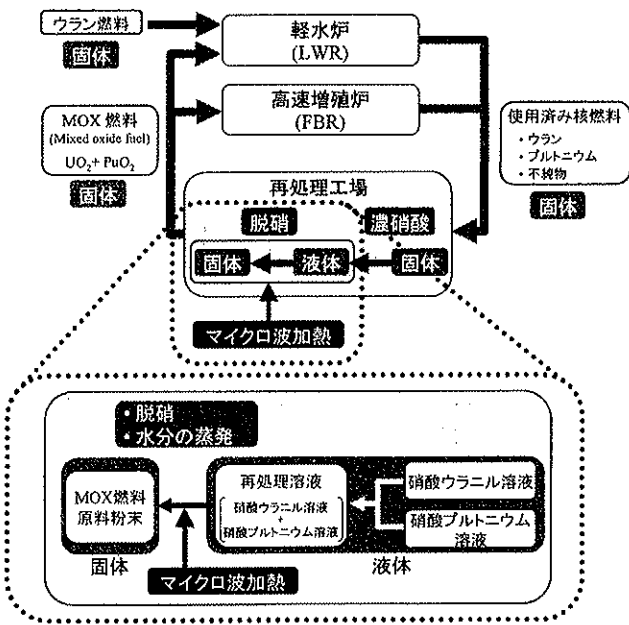 ウラン燃料
固体
軽水炉
(LWR)
高速増殖炉
(FBR)
MOX 燃料
(Mixed oxide fuel)
UO₂+ PuO₂
固体
使用済み核燃料
・ウラン
・プルトニウム
・不純物
固体
再処理工場
脱硝
濃硝酸
固体
液体
固体
マイクロ波加熱
・脱硝
・水分の蒸発
MOX燃料
原料粉末
固体
再処理溶液
硝酸ウラニル溶液
+
硝酸プルトニウム溶液
硝酸ウラニル溶液
硝酸プルトニウム
溶液
マイクロ波加熱
液体